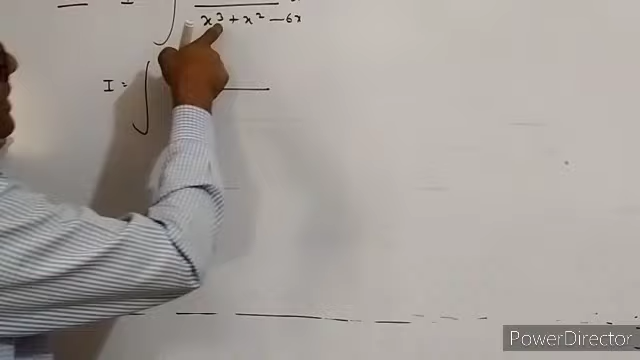 I ∫
x³ + x² - 6x
I = ∫
PowerDirector